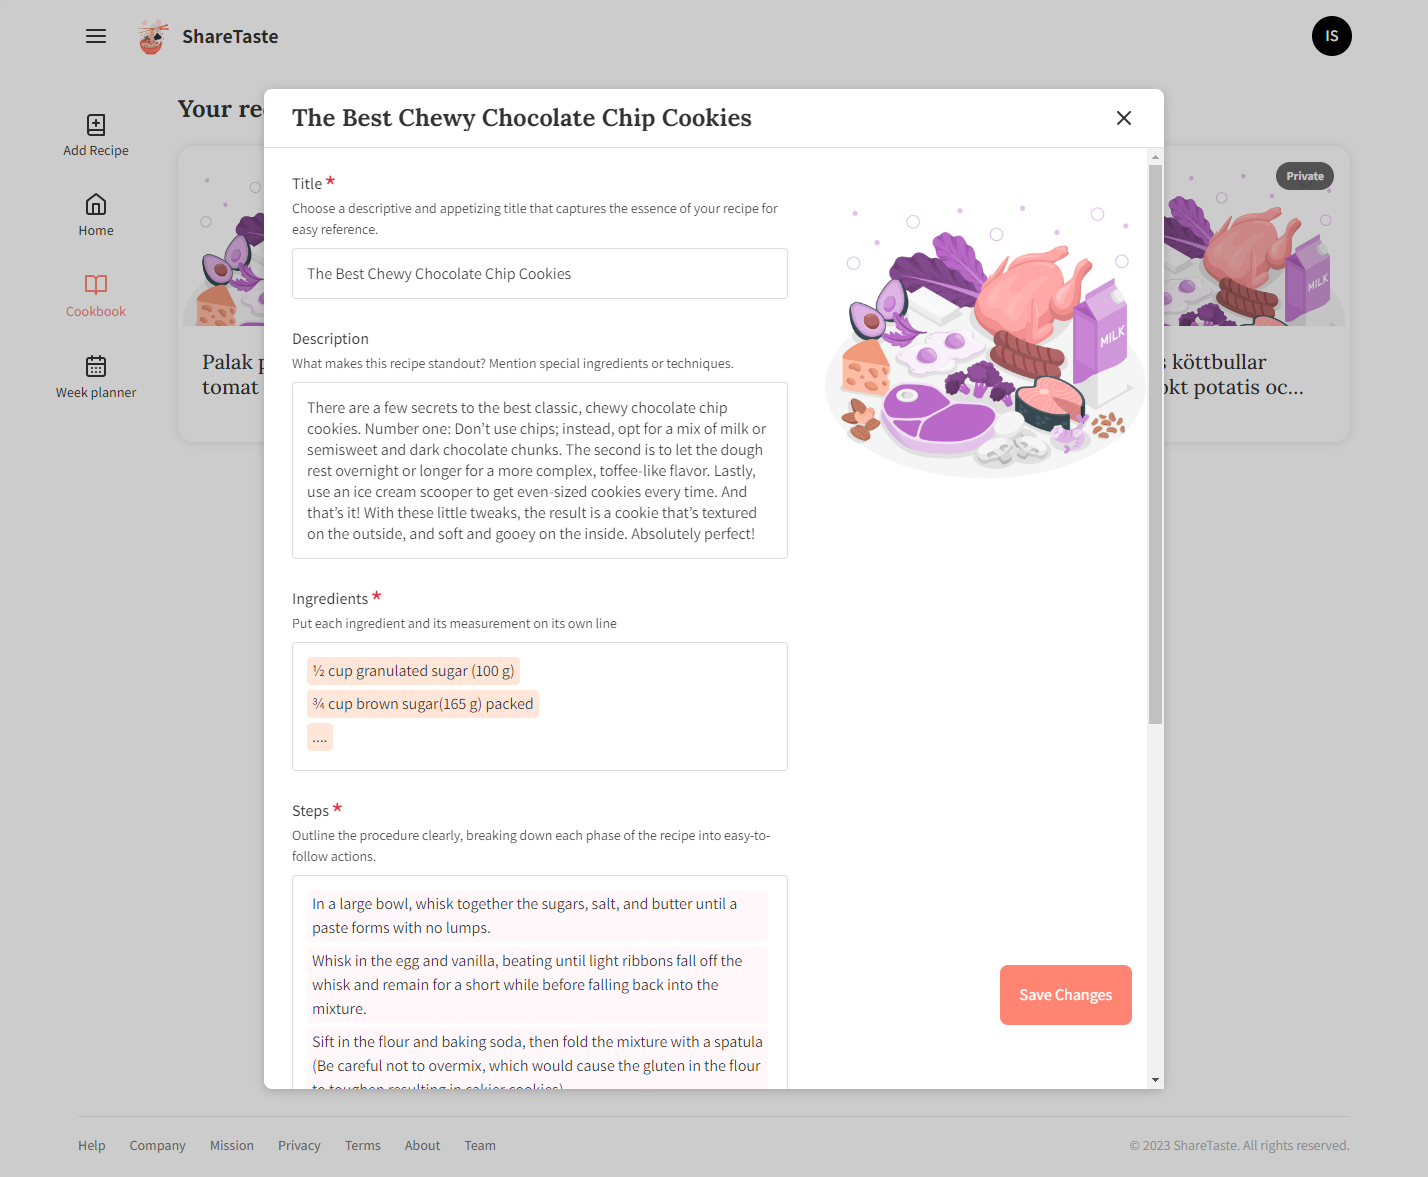 ShareTaste
IS
Your re
Add Recipe
Home
Cookbook
Week planner
Palak p
tomat
The Best Chewy Chocolate Chip Cookies
Title *
Choose a descriptive and appetizing title that captures the essence of your recipe for
easy reference.
The Best Chewy Chocolate Chip Cookies
Description
What makes this recipe standout? Mention special ingredients or techniques.
There are a few secrets to the best classic, chewy chocolate chip
cookies. Number one: Don’t use chips; instead, opt for a mix of milk or
semisweet and dark chocolate chunks. The second is to let the dough
rest overnight or longer for a more complex, toffee-like flavor. Lastly,
use an ice cream scooper to get even-sized cookies every time. And
that’s it! With these little tweaks, the result is a cookie that’s textured
on the outside, and soft and gooey on the inside. Absolutely perfect!
Ingredients *
Put each ingredient and its measurement on its own line
½ cup granulated sugar (100 g)
¾ cup brown sugar(165 g) packed
....
Steps *
Outline the procedure clearly, breaking down each phase of the recipe into easy-to-
follow actions.
In a large bowl, whisk together the sugars, salt, and butter until a
paste forms with no lumps.
Whisk in the egg and vanilla, beating until light ribbons fall off the
whisk and remain for a short while before falling back into the
mixture.
Sift in the flour and baking soda, then fold the mixture with a spatula
(Be careful not to overmix, which would cause the gluten in the flour
to toughen resulting in cakier cookies)
MILK
Save Changes
Private
MILK
s köttbullar
okt potatis oc...
Help
Company
Mission
Privacy
Terms
About
Team
© 2023 ShareTaste. All rights reserved.